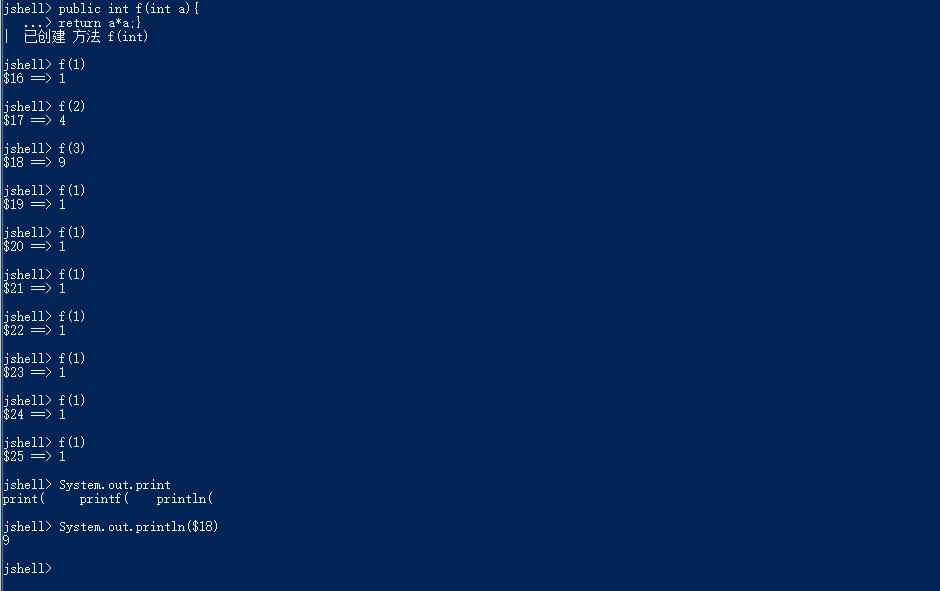 jshell> public int f(int a){
...> return a*a;}
| 已创建 方法 f(int)
jshell> f(1)
$16 ==> 1
jshell> f(2)
$17 ==> 4
jshell> f(3)
$18 ==> 9
jshell> f(1)
$19 ==> 1
jshell> f(1)
$20 ==> 1
jshell> f(1)
$21 ==> 1
jshell> f(1)
$22 ==> 1
jshell> f(1)
$23 ==> 1
jshell> f(1)
$24 ==> 1
jshell> f(1)
$25 ==> 1
jshell> System.out.print
print( printf( println(
jshell> System.out.println($18)
9
jshell>